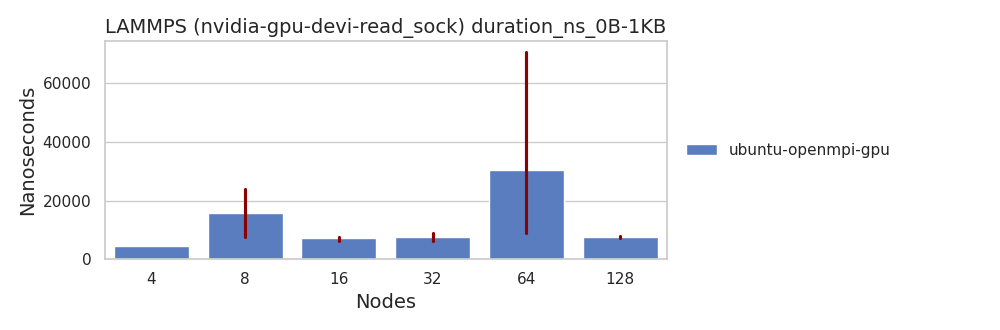 LAMMPS (nvidia-gpu-devi-read_sock) duration_ns_0B-1KB
Nanoseconds
60000
40000
20000
0
4 8 16 32 64 128
Nodes
ubuntu-openmpi-gpu